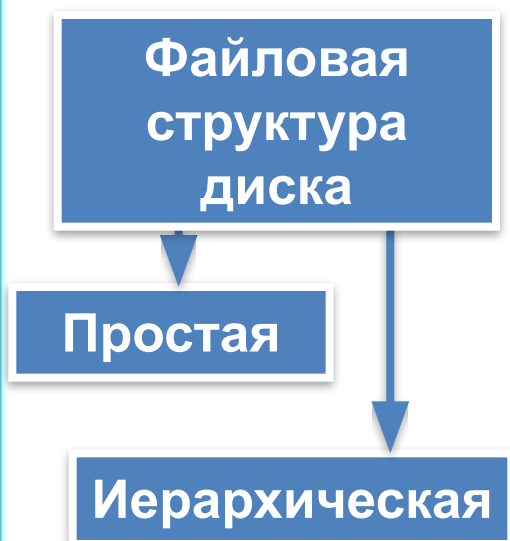 Файловая
структура
диска
Простая
Иерархическая